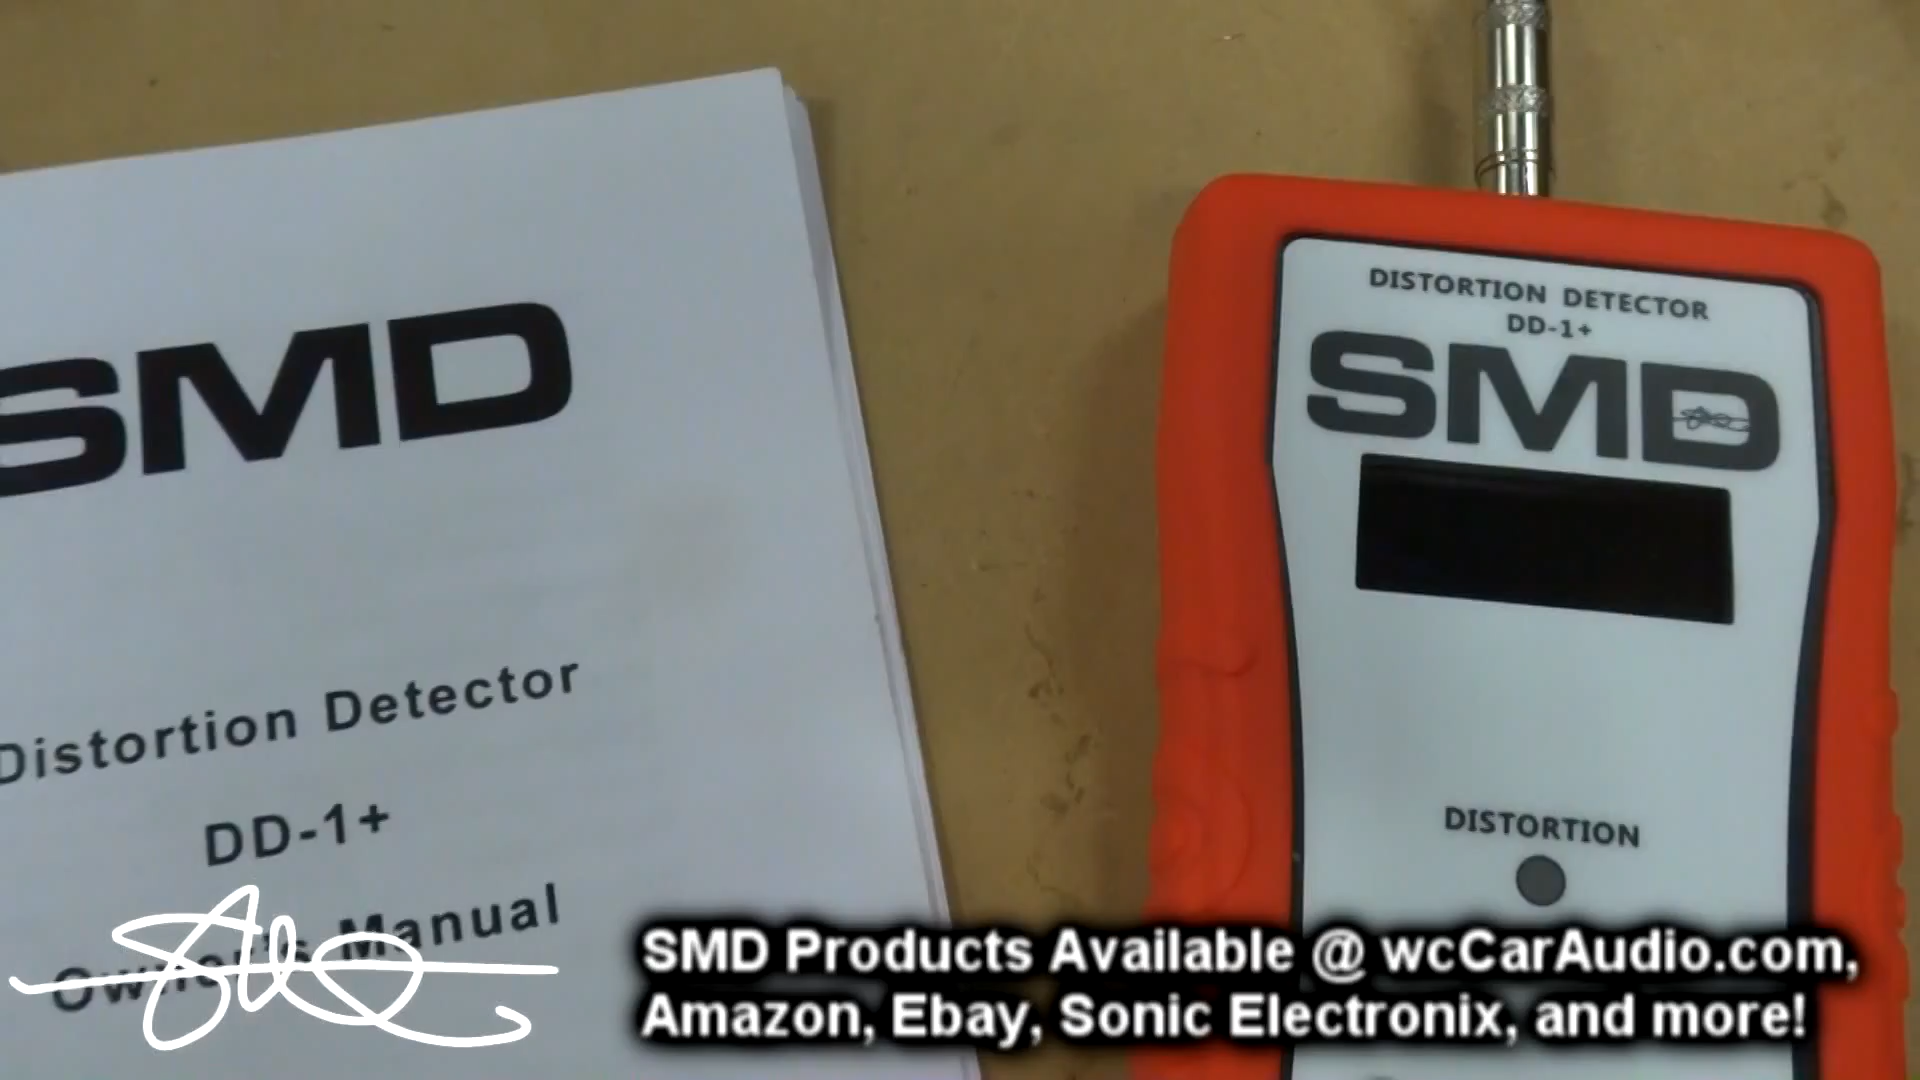 SMD
Distortion Detector
DD-1+
Owner's Manual
DISTORTION DETECTOR
DD-1+
SMD
DISTORTION
SMD Products Available @ wcCarAudio.com,
Amazon, Ebay, Sonic Electronix, and more!